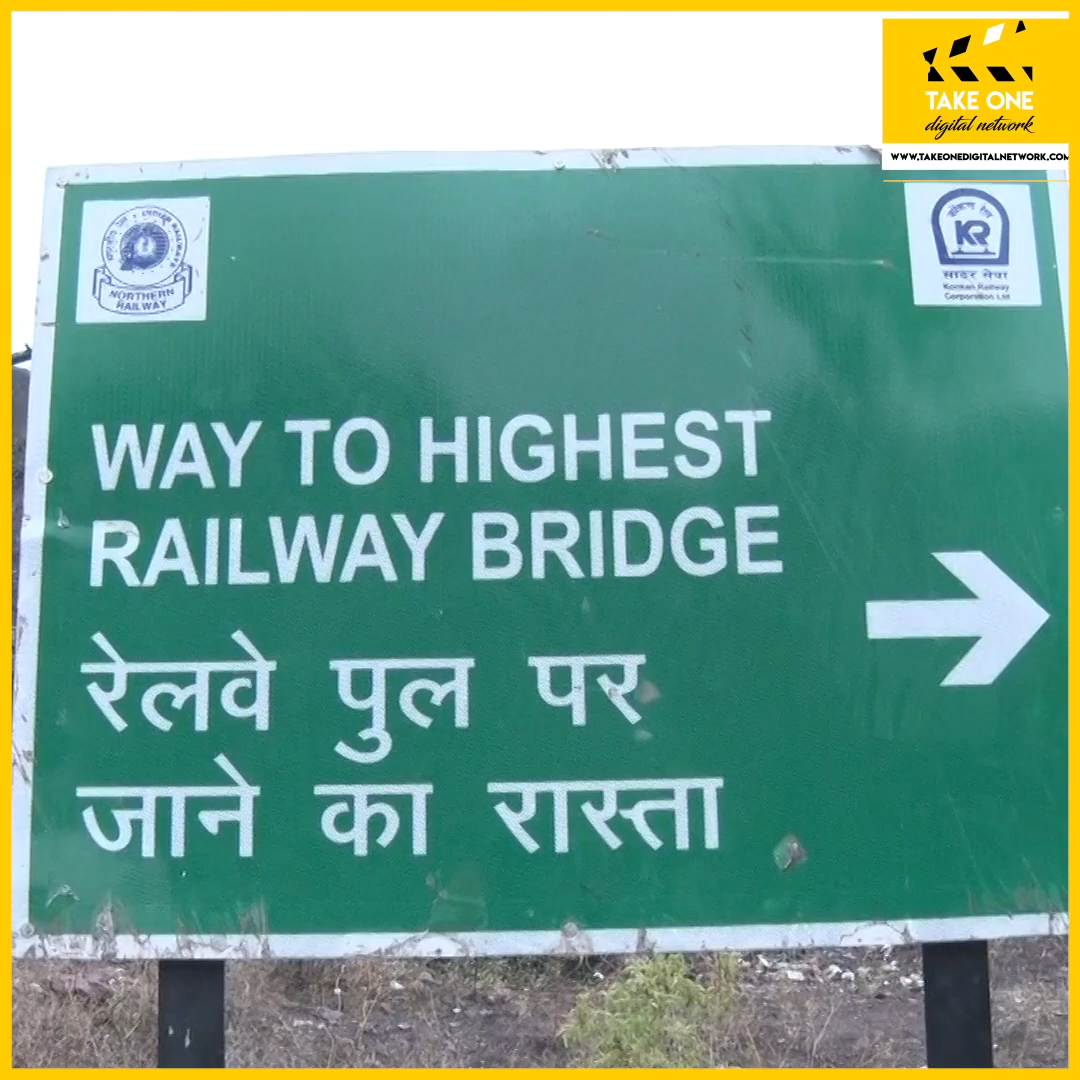 TAKE ONE
digital network
WWW.TAKEONEDIGITALNETWORK.COM
NORTHERN
RAILWAY
KR
सादर सेवा
Konkan Railway
Corporation Ltd
WAY TO HIGHEST
RAILWAY BRIDGE
रेलवे पुल पर
जाने का रास्ता